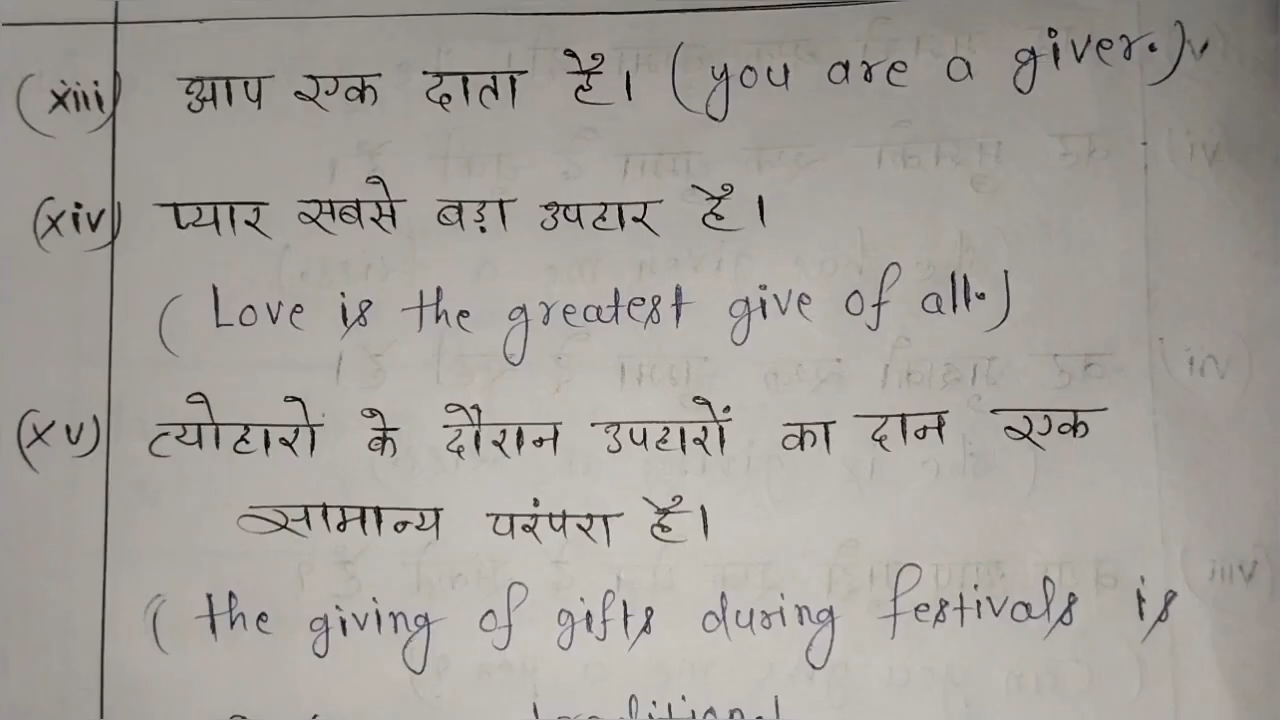 (xiii) आप एक दाता है। (you are a giver.)
(xiv) प्यार सबसे बड़ा उपहार है।
(Love is the greatest give of all.)
(xv) त्योहारो के दौरान उपहारों का दान एक
सामान्य परंपरा है।
(the giving of gifts during festivals is